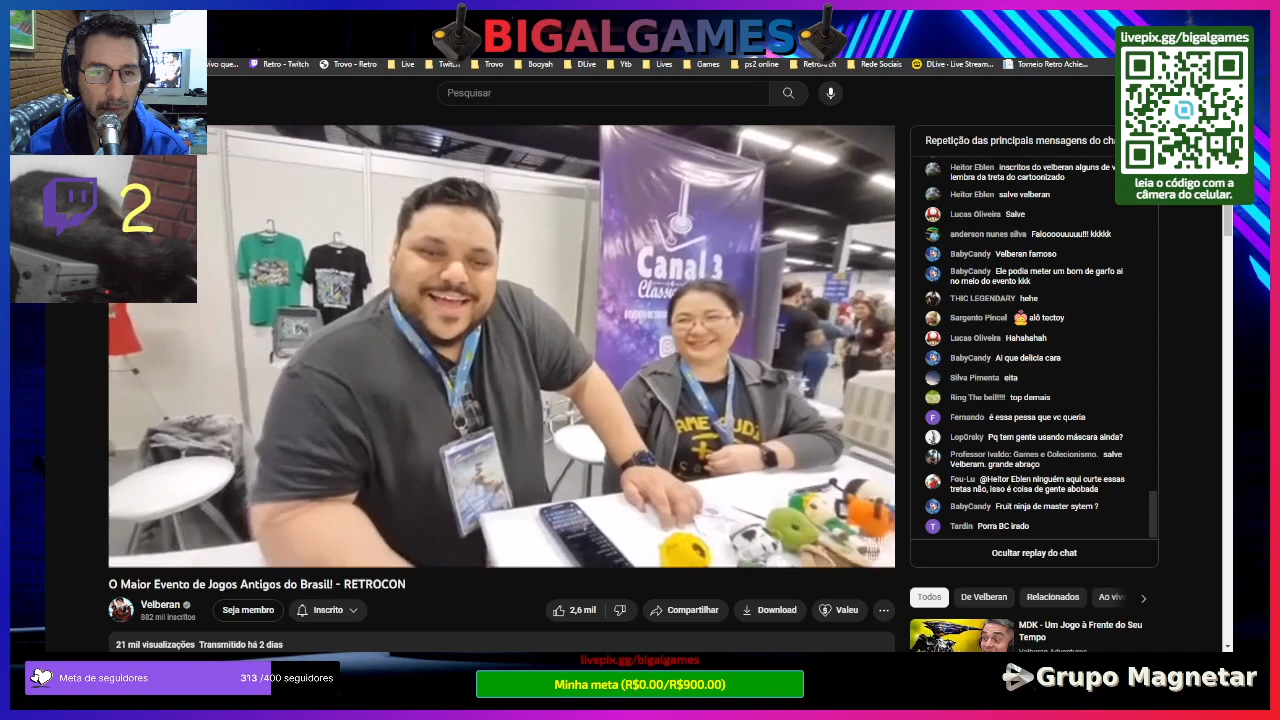 BIGALGAMES
livepix.gg/bigalgames
leia o código com a
câmera do celular.
2
ivo que...
Retro - Twitch
Trovo - Retro
Live
Twitch
Trovo
Booyah
DLive
Ytb
Lives
Games
ps2 online
RetroArch
Rede Sociais
DLive · Live Stream...
Torneio Retro Achie...
Pesquisar
Canal 3
Repetição das principais mensagens do cha
Heitor Eblen inscritos do velberan alguns de v
lembra da treta do cartoonizado
Heitor Eblen salve velberan
Lucas Oliveira Salve
anderson nunes silva Faloooouuuuu!!! kkkkk
BabyCandy Velberan famoso
BabyCandy Ele podia meter um bom de garfo ai
no meio do evento kkk
THIC LEGENDARY hehe
Sargento Pincel alô tectoy
Lucas Oliveira Hahahahah
BabyCandy Ai que delicia cara
Silva Pimenta eita
Ring The bell!!!! top demais
F
Fernando é essa pessa que vc queria
Lop0rsky Pq tem gente usando máscara ainda?
Professor Ivaldo: Games e Colecionismo. salve
Velberam. grande abraço
Fou-Lu @Heitor Eblen ninguém aqui curte essas
tretas não, isso é coisa de gente abobada
BabyCandy Fruit ninja de master sytem ?
T
Tardin Porra BC irado
Ocultar replay do chat
O Maior Evento de Jogos Antigos do Brasil! - RETROCON
Velberan
882 mil inscritos
Seja membro
Inscrito
2,6 mil
Compartilhar
Download
Valeu
21 mil visualizações Transmitido há 2 dias
Todos
De Velberan
Relacionados
Ao vivo
MDK - Um Jogo à Frente do Seu
Tempo
Velberan Adventures
Meta de seguidores
313 /400 seguidores
livepix.gg/bigalgames
Minha meta (R$0.00/R$900.00)
Grupo Magnetar